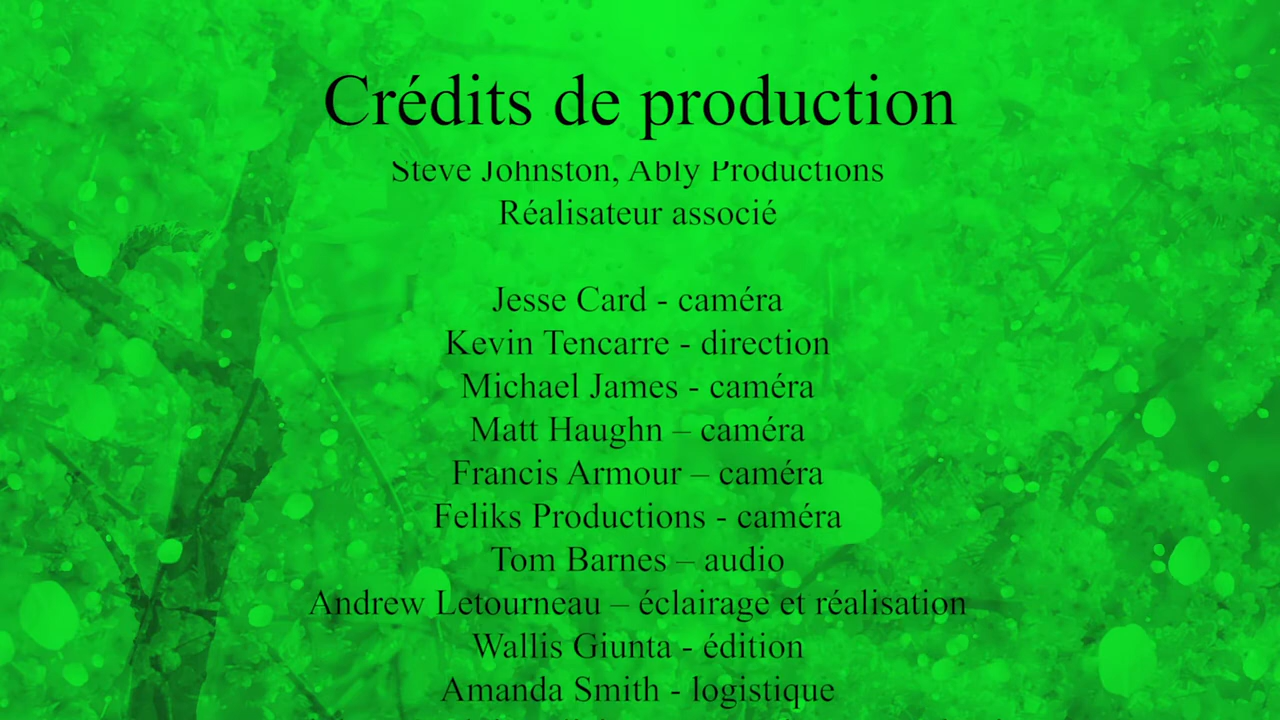 Crédits de production
Steve Johnston, Ably Productions
Réalisateur associé
Jesse Card - caméra
Kevin Tencarre - direction
Michael James - caméra
Matt Haughn – caméra
Francis Armour – caméra
Feliks Productions - caméra
Tom Barnes – audio
Andrew Letourneau – éclairage et réalisation
Wallis Giunta - édition
Amanda Smith - logistique